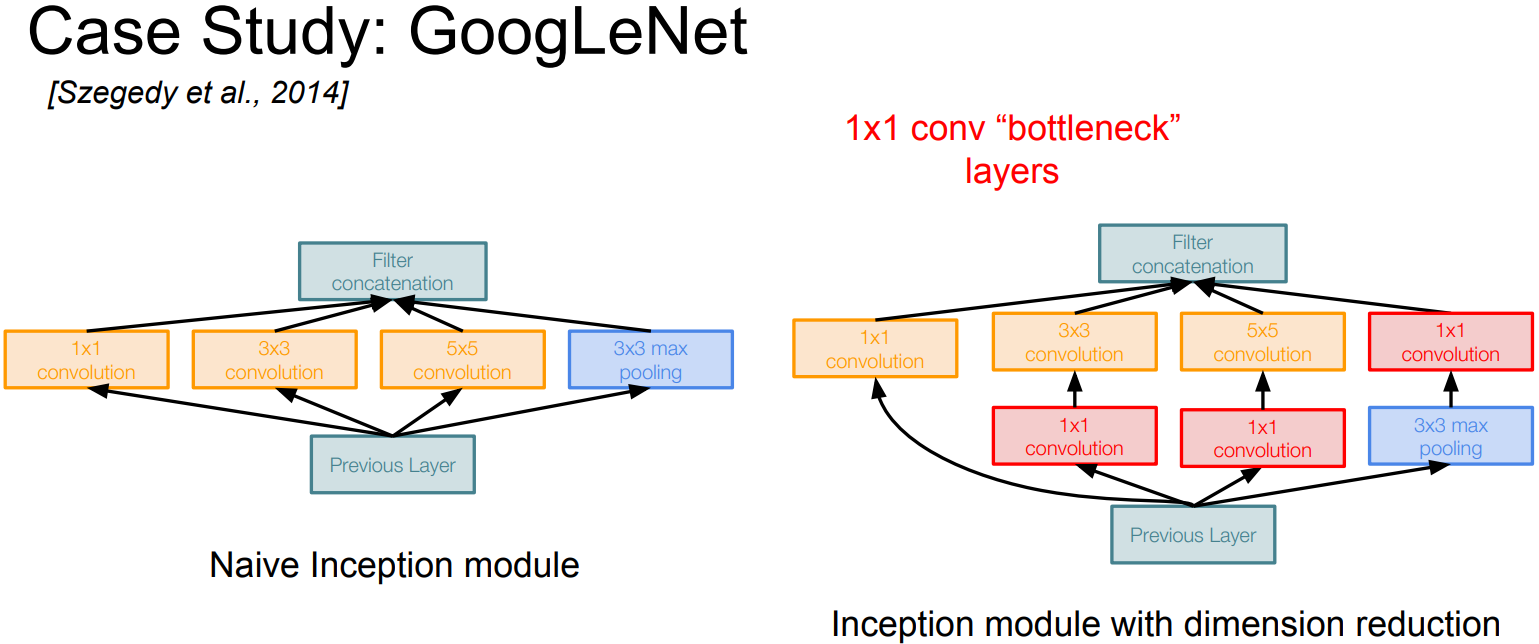 Case Study: GoogLeNet
[Szegedy et al., 2014]
1x1 conv “bottleneck”
layers
Filter
concatenation
1x1
convolution
3x3
convolution
5x5
convolution
3x3 max
pooling
Previous Layer
Naive Inception module
Filter
concatenation
1x1
convolution
3x3
convolution
5x5
convolution
1x1
convolution
1x1
convolution
1x1
convolution
3x3 max
pooling
Previous Layer
Inception module with dimension reduction